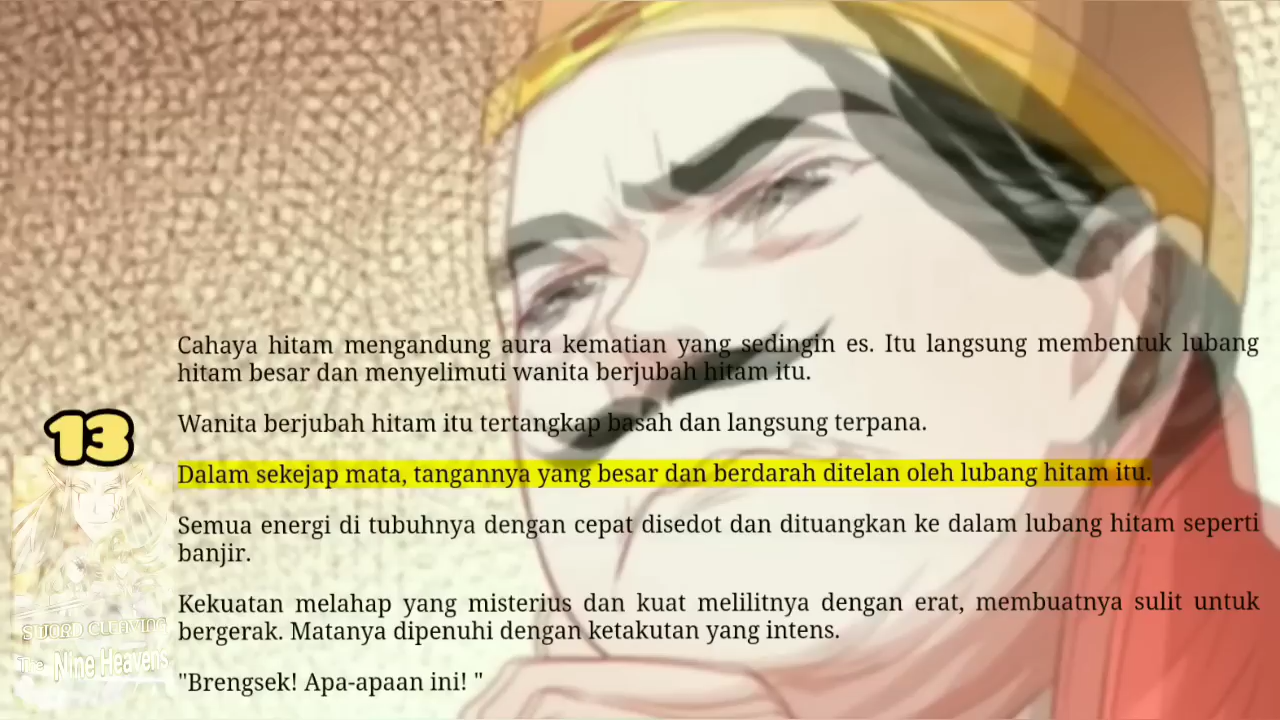 Cahaya hitam mengandung aura kematian yang sedingin es. Itu langsung membentuk lubang
hitam besar dan menyelimuti wanita berjubah hitam itu.
Wanita berjubah hitam itu tertangkap basah dan langsung terpana.
13
Dalam sekejap mata, tangannya yang besar dan berdarah ditelan oleh lubang hitam itu.
Semua energi di tubuhnya dengan cepat disedot dan dituangkan ke dalam lubang hitam seperti
banjir.
Kekuatan melahap yang misterius dan kuat melilitnya dengan erat, membuatnya sulit untuk
bergerak. Matanya dipenuhi dengan ketakutan yang intens.
"Brengsek! Apa-apaan ini! "
SWORD CLEAVING
The Nine Heavens